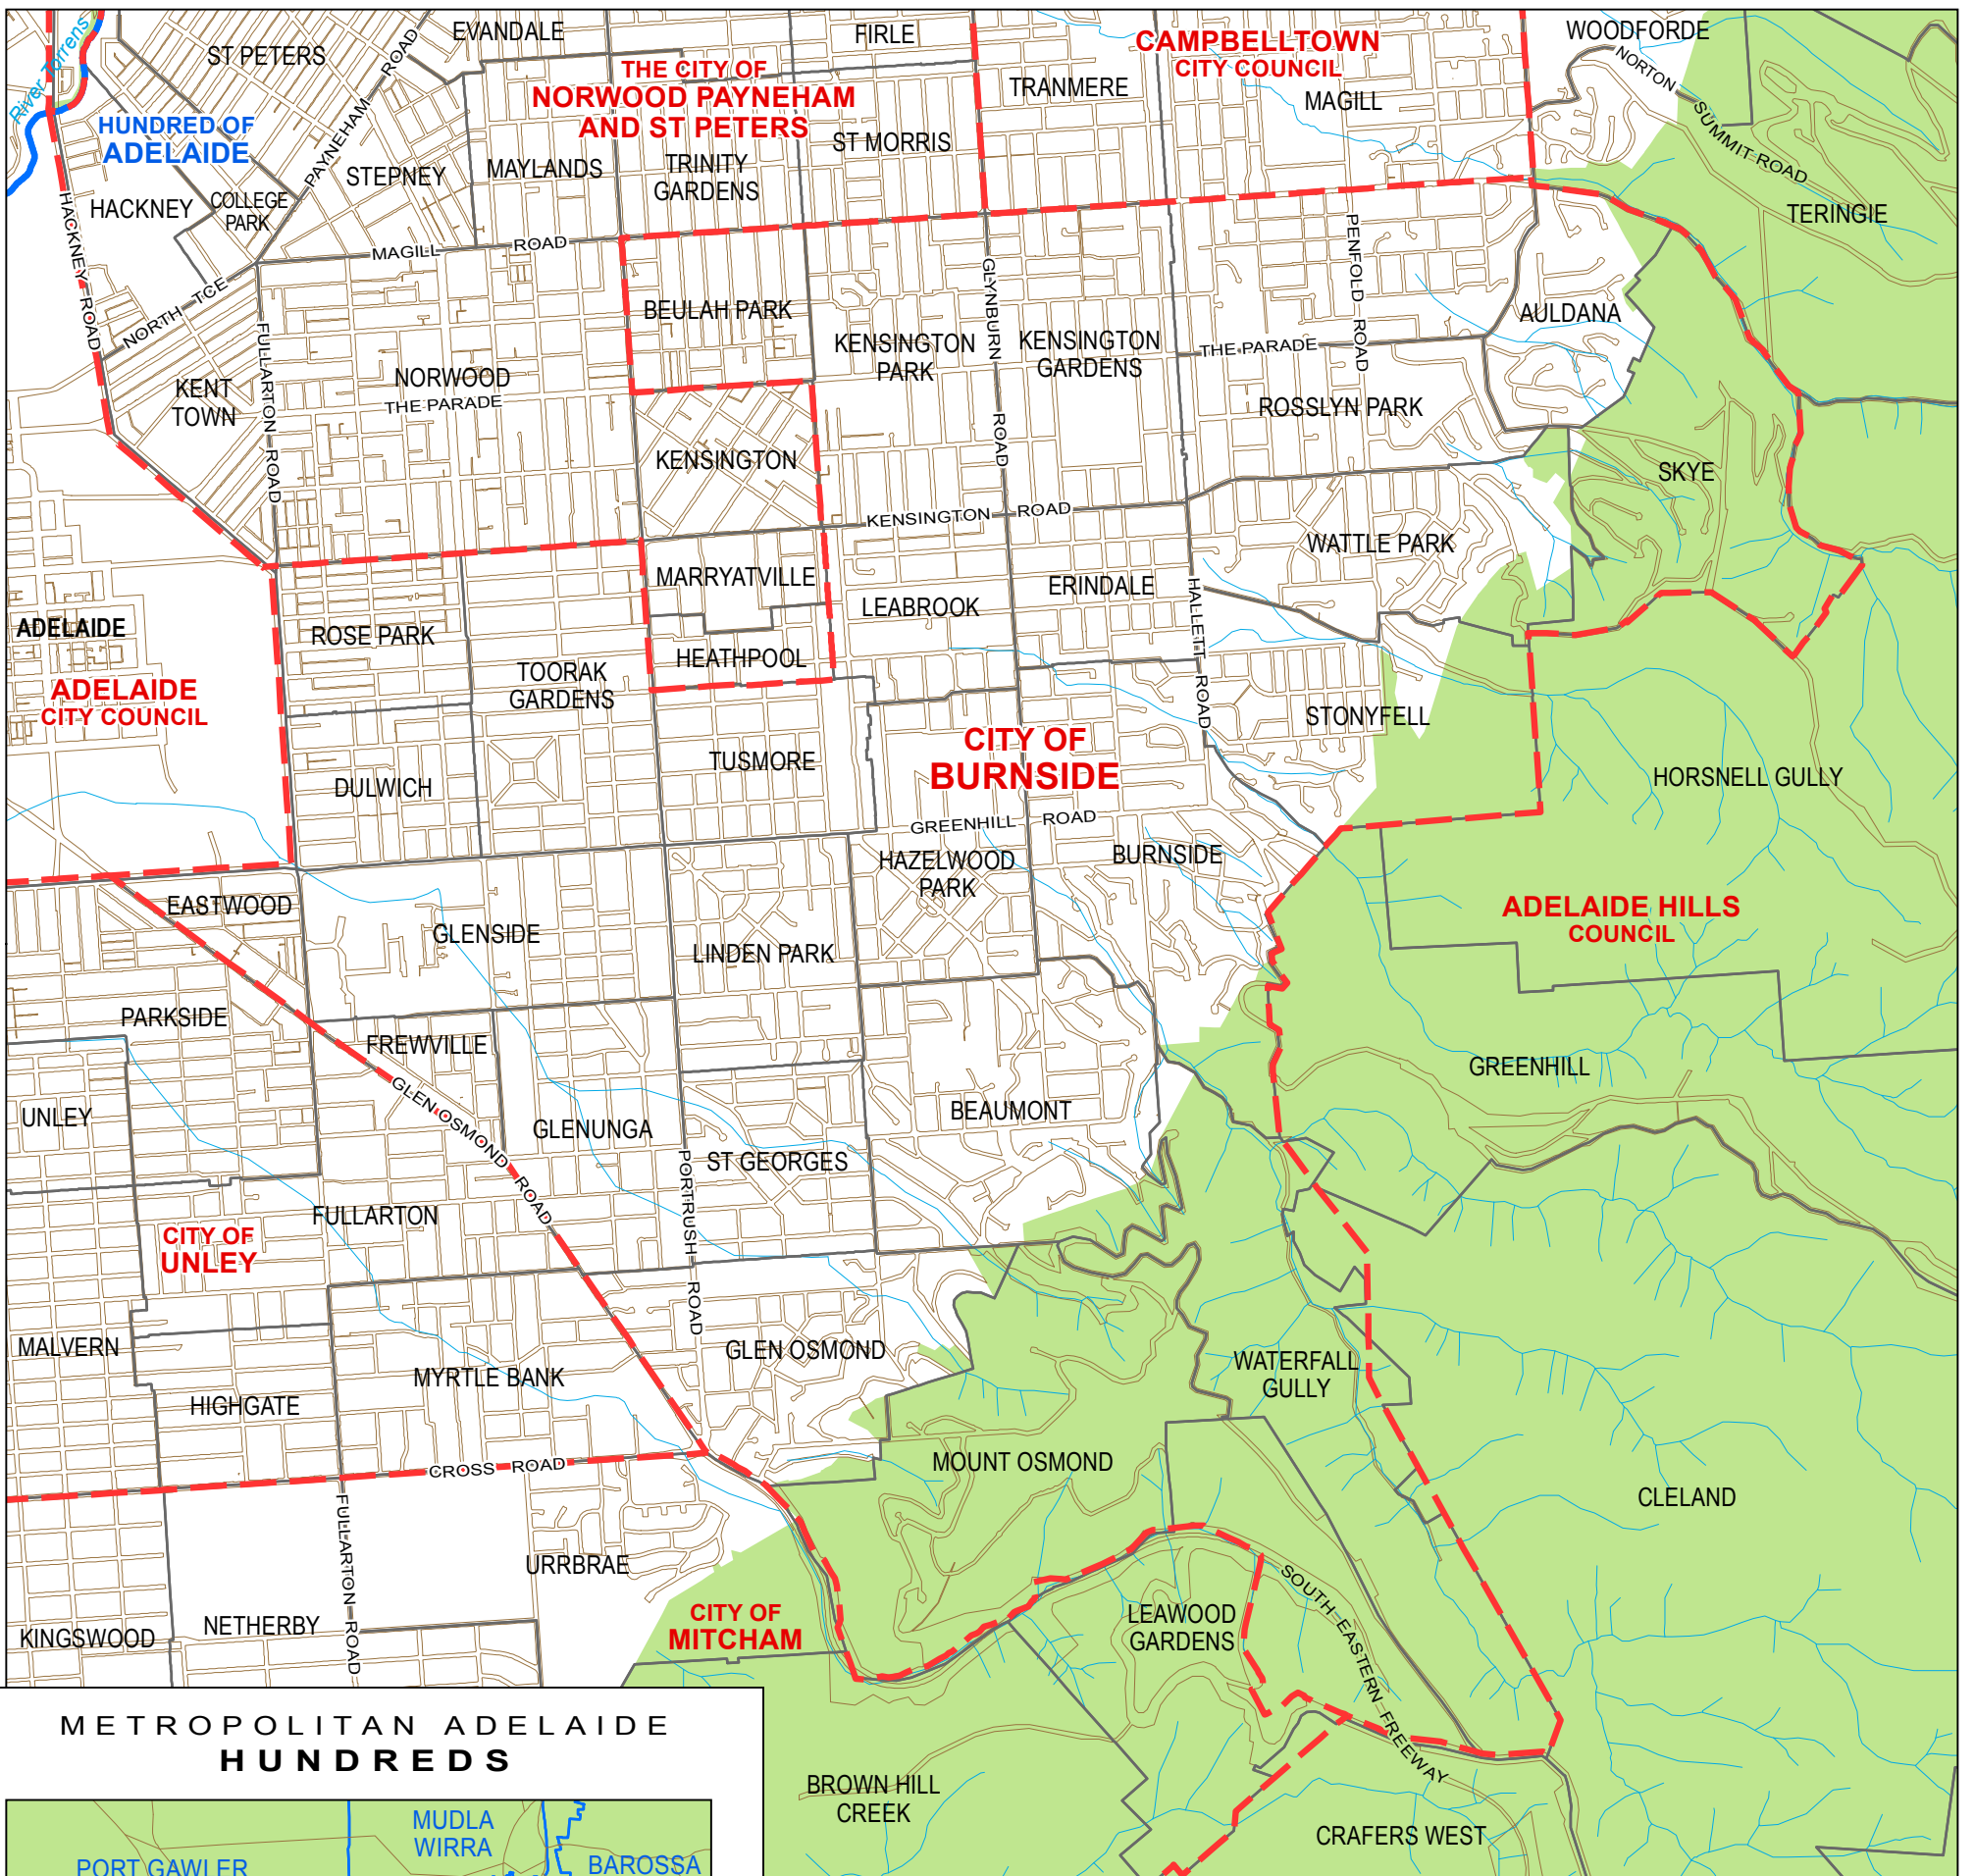 EVANDALE
FIRLE
WOODFORDE
ST PETERS
ROAD
CAMPBELLTOWN
CITY COUNCIL
THE CITY OF
NORWOOD PAYNEHAM
AND ST PETERS
TRANMERE
MAGILL
NORTON
SUMMIT ROAD
River Torrens
HUNDRED OF
ADELAIDE
PAYNEHAM
STEPNEY
MAYLANDS
TRINITY
GARDENS
ST MORRIS
HACKNEY
COLLEGE
PARK
TERINGIE
HACKNEY ROAD
MAGILL
ROAD
PENFOLD
ROAD
NORTH TCE
BEULAH PARK
GLYNBURN
ROAD
AULDANA
KENSINGTON
PARK
KENSINGTON
GARDENS
THE PARADE
FULLARTON
ROAD
KENT
TOWN
NORWOOD
THE PARADE
ROSSLYN PARK
KENSINGTON
SKYE
KENSINGTON
ROAD
WATTLE PARK
MARRYATVILLE
ERINDALE
HALLETT
ROAD
LEABROOK
ADELAIDE
ROSE PARK
HEATHPOOL
TOORAK
GARDENS
ADELAIDE
CITY COUNCIL
STONYFELL
CITY OF
BURNSIDE
TUSMORE
DULWICH
HORSNELL GULLY
GREENHILL
ROAD
HAZELWOOD
PARK
BURNSIDE
EASTWOOD
GLENSIDE
LINDEN PARK
ADELAIDE HILLS
COUNCIL
PARKSIDE
FREWVILLE
GREENHILL
UNLEY
GLEN OSMOND
ROAD
GLENUNGA
BEAUMONT
PORTRUSH
ROAD
ST GEORGES
FULLARTON
CITY OF
UNLEY
MALVERN
GLEN OSMOND
WATERFALL
GULLY
MYRTLE BANK
HIGHGATE
CROSS
ROAD
MOUNT OSMOND
CLELAND
FULLARTON
ROAD
URRBRAE
CITY OF
MITCHAM
LEAWOOD
GARDENS
SOUTH EASTERN
FREEWAY
NETHERBY
KINGSWOOD
METROPOLITAN ADELAIDE
HUNDREDS
BROWN HILL
CREEK
CRAFERS WEST
MUDLA
WIRRA
PORT GAWLER
BAROSSA